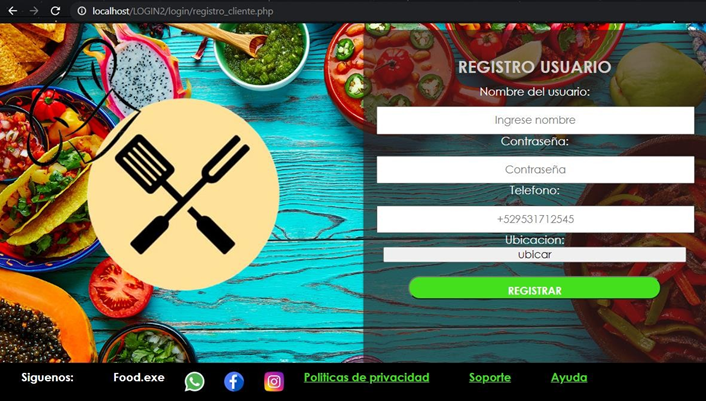 localhost/LOGIN2/login/registro_cliente.php
REGISTRO USUARIO
Nombre del usuario:
Ingrese nombre
Contraseña:
Contraseña
Telefono:
+529531712545
Ubicacion:
ubicar
REGISTRAR
Siguenos: Food.exe Politicas de privacidad Soporte Ayuda